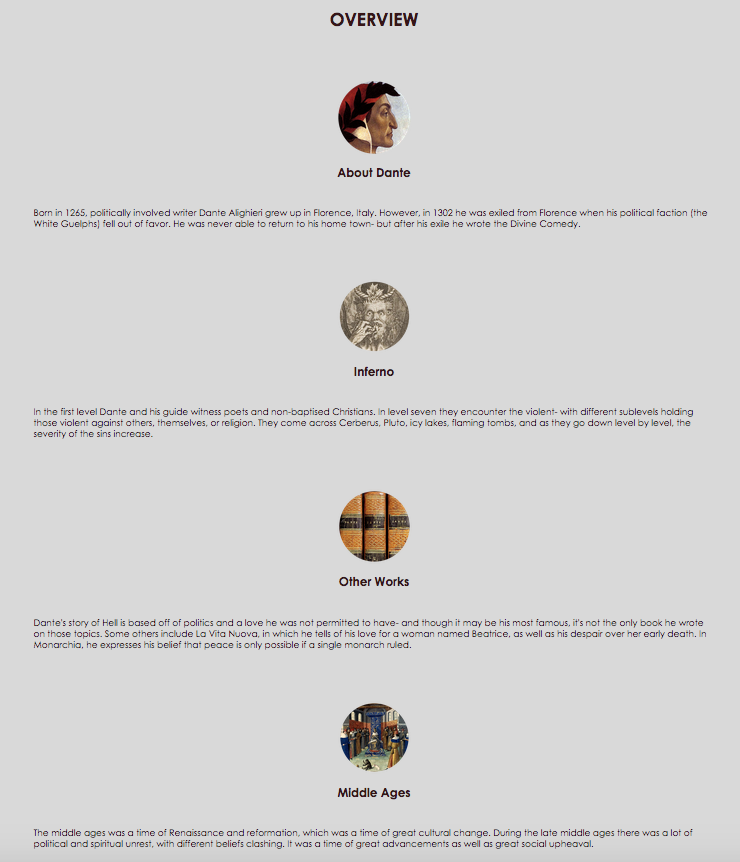 OVERVIEW
About Dante
Born in 1265, politically involved writer Dante Alighieri grew up in Florence, Italy. However, in 1302 he was exiled from Florence when his political faction (the
White Guelphs) fell out of favor. He was never able to return to his home town- but after his exile he wrote the Divine Comedy.
Inferno
In the first level Dante and his guide witness poets and non-baptised Christians. In level seven they encounter the violent- with different sublevels holding
those violent against others, themselves, or religion. They come across Cerberus, Pluto, icy lakes, flaming tombs, and as they go down level by level, the
severity of the sins increase.
Other Works
Dante's story of Hell is based off of politics and a love he was not permitted to have- and though it may be his most famous, it's not the only book he wrote
on those topics. Some others include La Vita Nuova, in which he tells of his love for a woman named Beatrice, as well as his despair over her early death. In
Monarchia, he expresses his belief that peace is only possible if a single monarch ruled.
Middle Ages
The middle ages was a time of Renaissance and reformation, which was a time of great cultural change. During the late middle ages there was a lot of
political and spiritual unrest, with different beliefs clashing. It was a time of great advancements as well as great social upheaval.